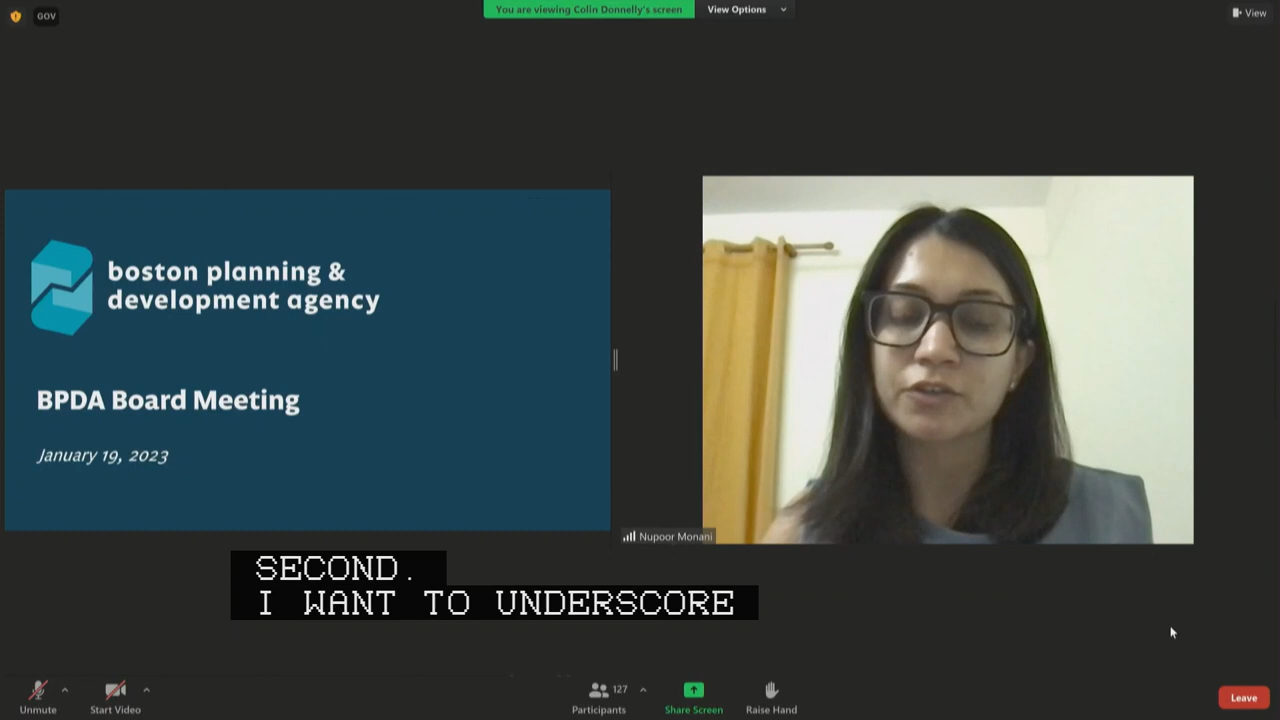 GOV
You are viewing Colin Donnelly's screen
View Options
View
boston planning &
development agency
BPDA Board Meeting
January 19, 2023
Nupoor Monani
SECOND.
I WANT TO UNDERSCORE
Unmute
Start Video
127
Participants
Share Screen
Raise Hand
Leave